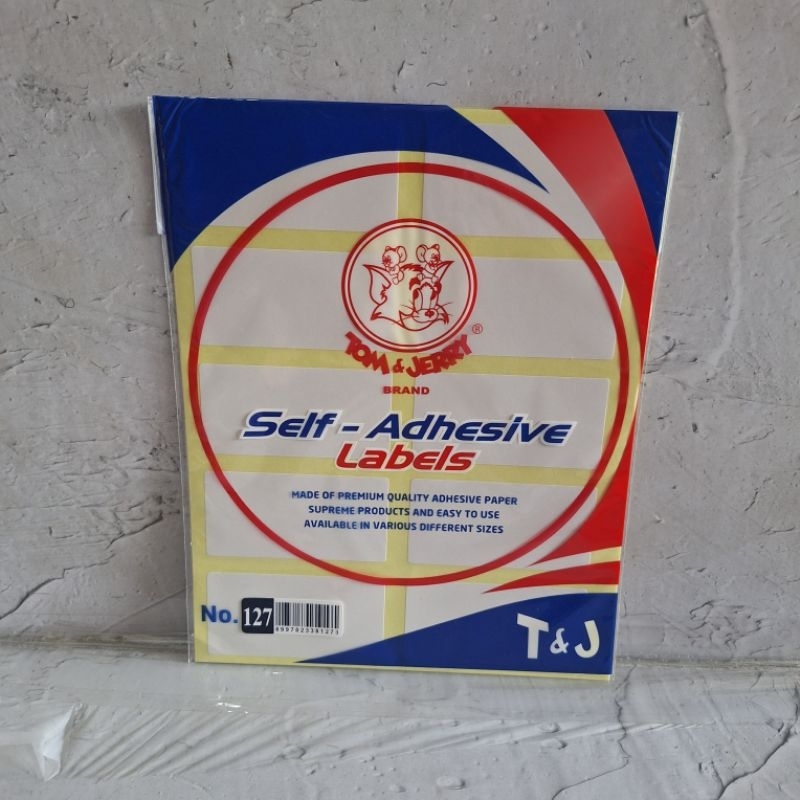 TOM & JERRY ®
BRAND
Self - Adhesive
Labels
MADE OF PREMIUM QUALITY ADHESIVE PAPER
SUPREME PRODUCTS AND EASY TO USE
AVAILABLE IN VARIOUS DIFFERENT SIZES
No. 127
T & J